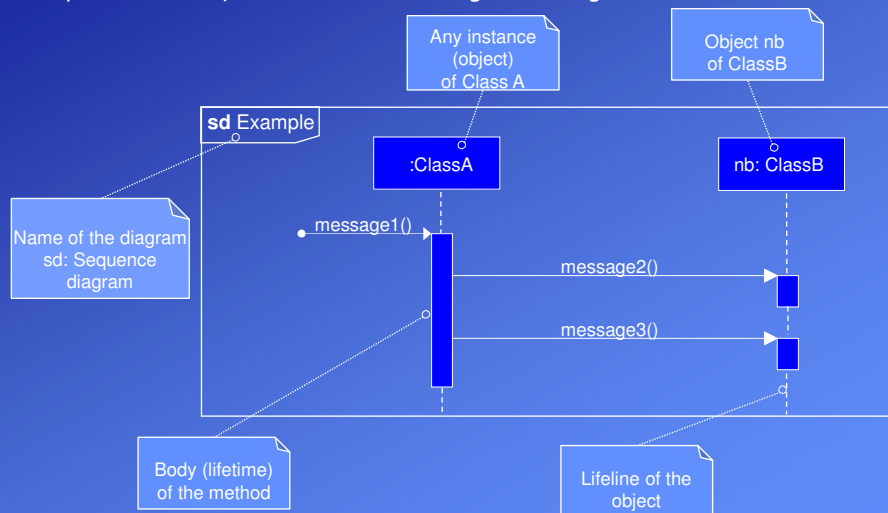 Any instance
(object)
of Class A
Object nb
of ClassB
sd Example
:ClassA
nb: ClassB
message1()
Name of the diagram
sd: Sequence
diagram
message2()
message3()
Body (lifetime)
of the method
Lifeline of the
object